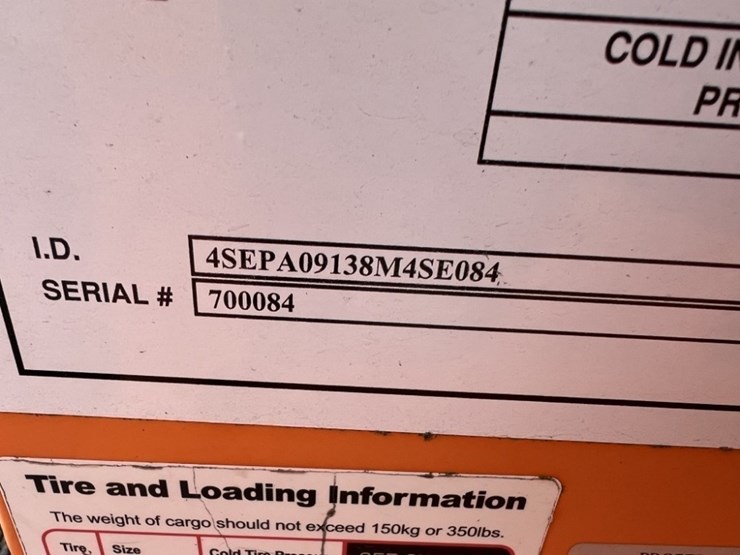 COLD
I.D. 4SEPA09138M4SE084
SERIAL # 700084
Tire and Loading Information
The weight of cargo should not exceed 150kg or 350lbs.
Tire, Size Cold Tire